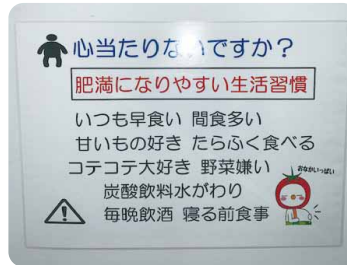 心当たりないですか？
肥満になりやすい生活習慣
いつも早食い 間食多い
甘いもの好き たらふく食べる
コテコテ大好き 野菜嫌い
おなかいっぱい
炭酸飲料水がわり
毎晩飲酒 寝る前食事